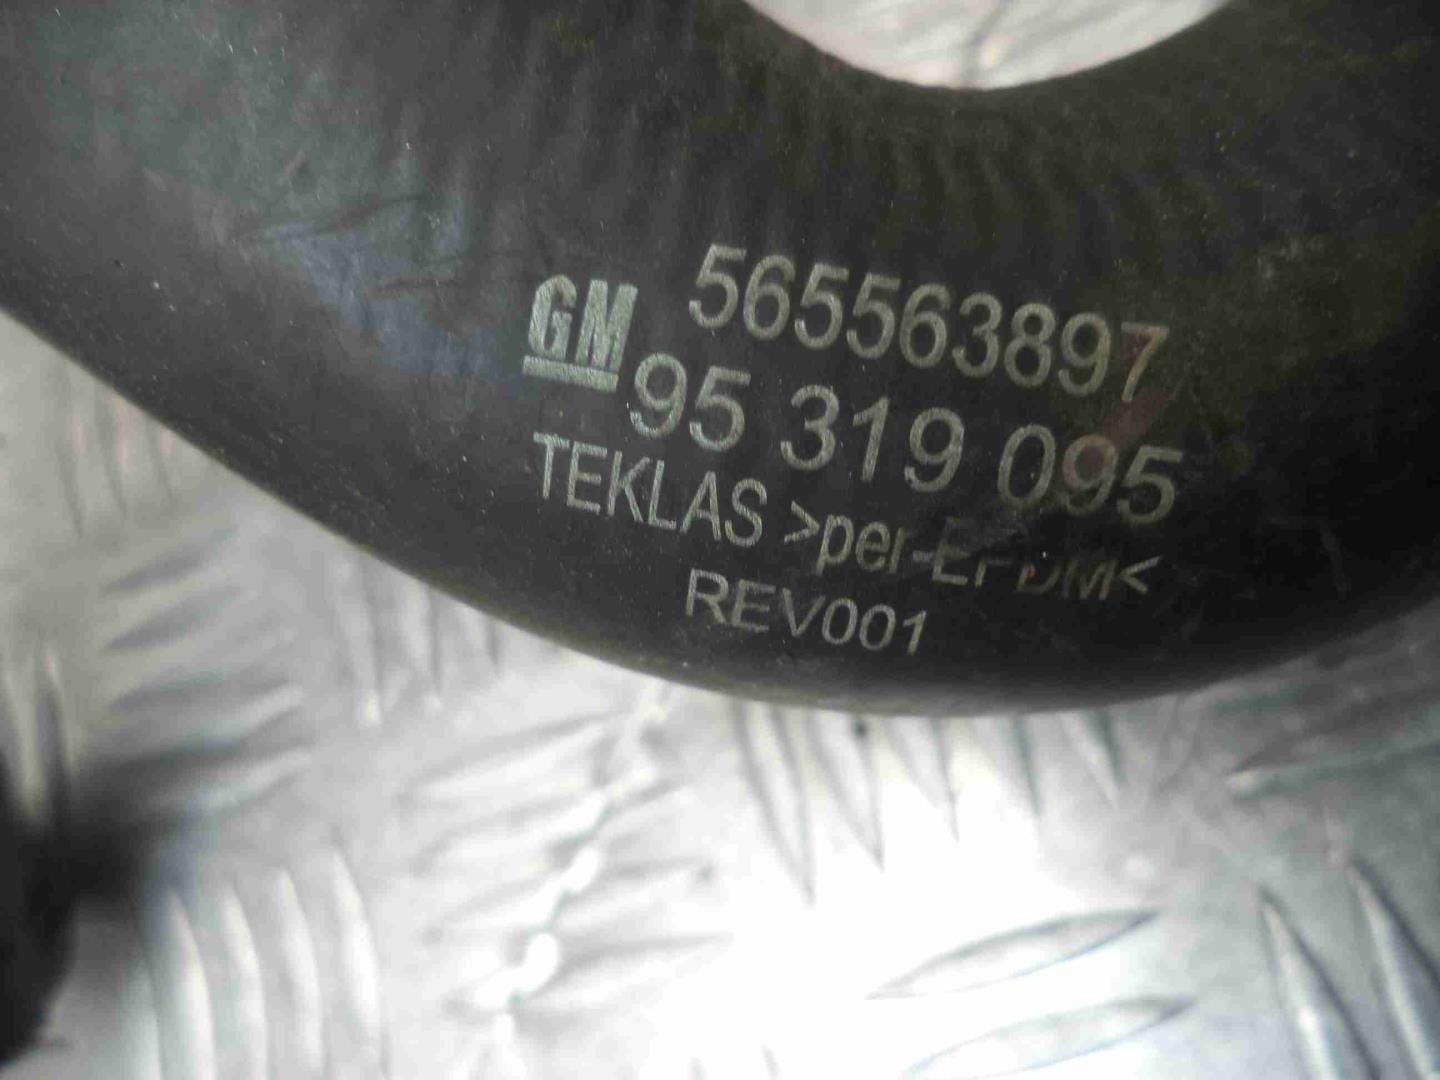 GM 565563897
95 319 095
TEKLAS >per-EPDM<
REV001